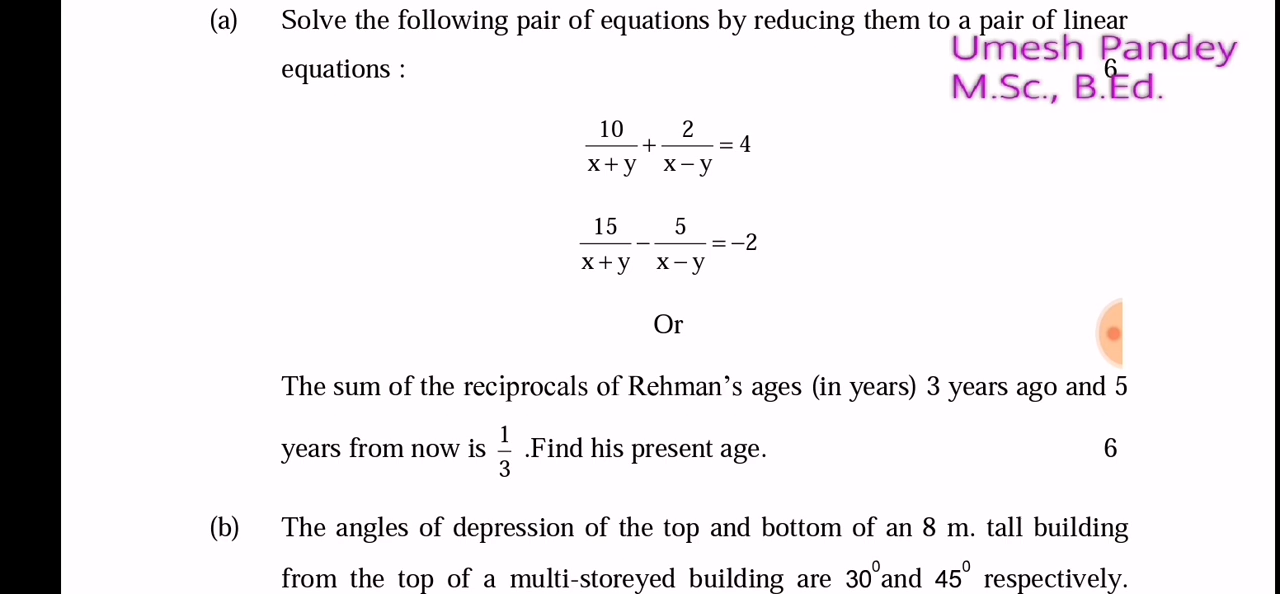 (a) Solve the following pair of equations by reducing them to a pair of linear
Umesh Pandey
equations : 6
M.Sc., B.Ed.
10/(x+y) + 2/(x−y) = 4
15/(x+y) − 5/(x−y) = −2
Or
The sum of the reciprocals of Rehman’s ages (in years) 3 years ago and 5
years from now is 1/3 .Find his present age. 6
(b) The angles of depression of the top and bottom of an 8 m. tall building
from the top of a multi-storeyed building are 30⁰and 45⁰ respectively.